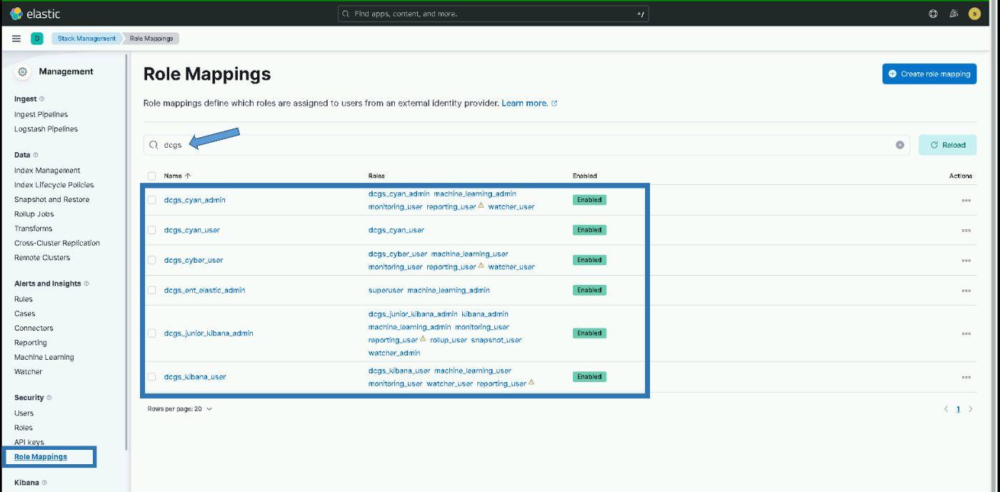 elastic
Find apps, content, and more.
^/
s
D
Stack Management
Role Mappings
Management
Ingest
Ingest Pipelines
Logstash Pipelines
Data
Index Management
Index Lifecycle Policies
Snapshot and Restore
Rollup Jobs
Transforms
Cross-Cluster Replication
Remote Clusters
Alerts and Insights
Rules
Cases
Connectors
Reporting
Machine Learning
Watcher
Security
Users
Roles
API keys
Role Mappings
Kibana
Role Mappings
Create role mapping
Role mappings define which roles are assigned to users from an external identity provider. Learn more.
dcgs
Reload
Name Roles Enabled Actions
dcgs_cyan_admin
dcgs_cyan_admin machine_learning_admin
monitoring_user reporting_user watcher_user
Enabled
dcgs_cyan_user
dcgs_cyan_user
Enabled
dcgs_cyber_user
dcgs_cyber_user machine_learning_user
monitoring_user reporting_user watcher_user
Enabled
dcgs_ent_elastic_admin
superuser machine_learning_admin
Enabled
dcgs_junior_kibana_admin
dcgs_junior_kibana_admin kibana_admin
machine_learning_admin monitoring_user
reporting_user rollup_user snapshot_user
watcher_admin
Enabled
dcgs_kibana_user
dcgs_kibana_user machine_learning_user
monitoring_user watcher_user reporting_user
Enabled
Rows per page: 20
1